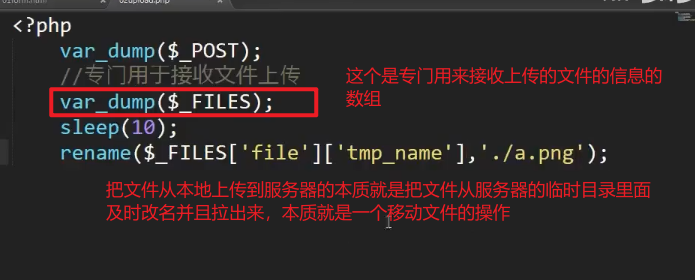 <?php
var_dump($_POST);
//专门用于接收文件上传
var_dump($_FILES);
sleep(10);
rename($_FILES['file']['tmp_name'],'./a.png');
这个是专门用来接收上传的文件的信息的
数组
把文件从本地上传到服务器的本质就是把文件从服务器的临时目录里面
及时改名并且拉出来，本质就是一个移动文件的操作